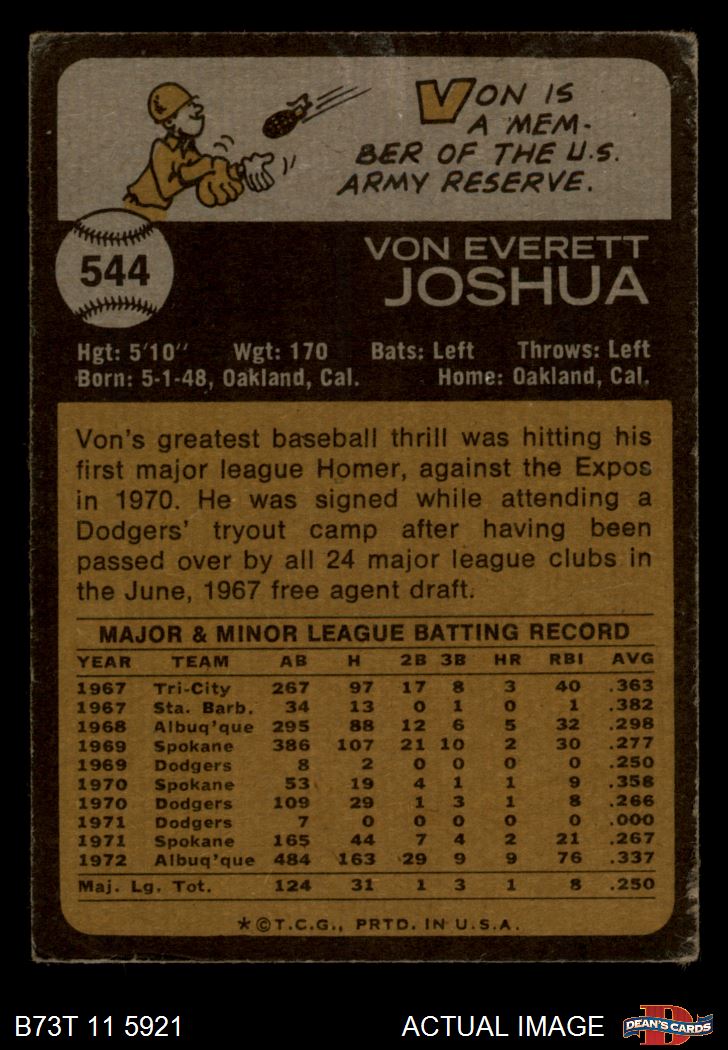 VON IS
A MEM-
BER OF THE U.S.
ARMY RESERVE.
544
VON EVERETT
JOSHUA
Hgt: 5'10" Wgt: 170 Bats: Left Throws: Left
Born: 5-1-48, Oakland, Cal. Home: Oakland, Cal.
Von's greatest baseball thrill was hitting his
first major league Homer, against the Expos
in 1970. He was signed while attending a
Dodgers' tryout camp after having been
passed over by all 24 major league clubs in
the June, 1967 free agent draft.
MAJOR & MINOR LEAGUE BATTING RECORD
YEAR TEAM AB H 2B 3B HR RBI AVG
1967 Tri-City 267 97 17 8 3 40 .363
1967 Sta. Barb. 34 13 0 1 0 1 .382
1968 Albuq'que 295 88 12 6 5 32 .298
1969 Spokane 386 107 21 10 2 30 .277
1969 Dodgers 8 2 0 0 0 0 .250
1970 Spokane 53 19 4 1 1 9 .358
1970 Dodgers 109 29 1 3 1 8 .266
1971 Dodgers 7 0 0 0 0 0 .000
1971 Spokane 165 44 7 4 2 21 .267
1972 Albuq'que 484 163 29 9 9 76 .337
Maj. Lg. Tot. 124 31 1 3 1 8 .250
*©T.C.G., PRTD. IN U.S.A.
B73T 11 5921 ACTUAL IMAGE D DEAN'S CARDS